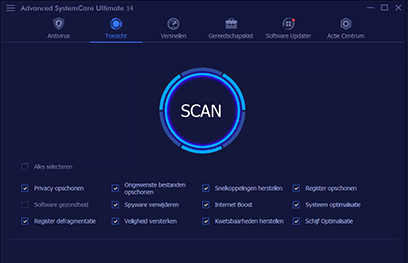 Advanced SystemCare Ultimate 14
Antivirus Toezicht Versnellen Gereedschapskist Software Updater Actie Centrum
SCAN
Alles selecteren
Privacy opschonen
Ongewenste bestanden
opschonen
Snelkoppelingen herstellen
Register opschonen
Software gezondheid
Spyware verwijderen
Internet Boost
Systeem optimalisatie
Register defragmentatie
Veiligheid versterken
Kwetsbaarheden herstellen
Schijf Optimalisatie